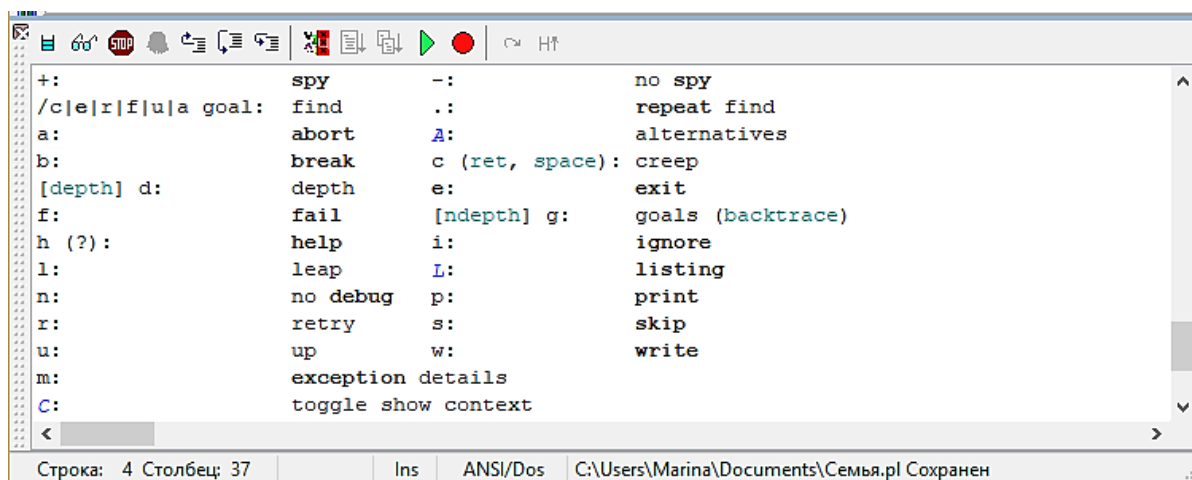 STOP H
+: spy -: no spy
/c|e|r|f|u|a goal: find .: repeat find
a: abort A: alternatives
b: break c (ret, space): creep
[depth] d: depth e: exit
f: fail [ndepth] g: goals (backtrace)
h (?): help i: ignore
l: leap L: listing
n: no debug p: print
r: retry s: skip
u: up w: write
m: exception details
C: toggle show context
Строка: 4 Столбец: 37 Ins ANSI/Dos C:\Users\Marina\Documents\Семья.pl Сохранен